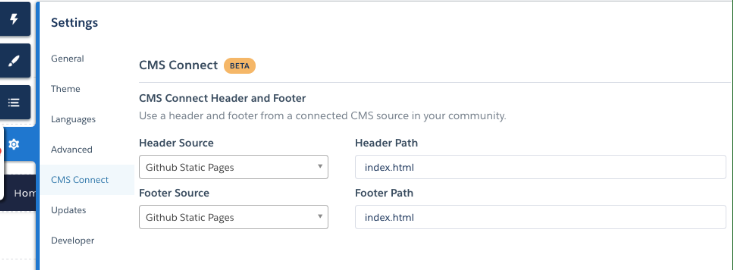 Settings
General
Theme
Languages
Advanced
CMS Connect
Updates
Developer
CMS Connect BETA
CMS Connect Header and Footer
Use a header and footer from a connected CMS source in your community.
Header Source Header Path
Github Static Pages index.html
Footer Source Footer Path
Github Static Pages index.html
Hom